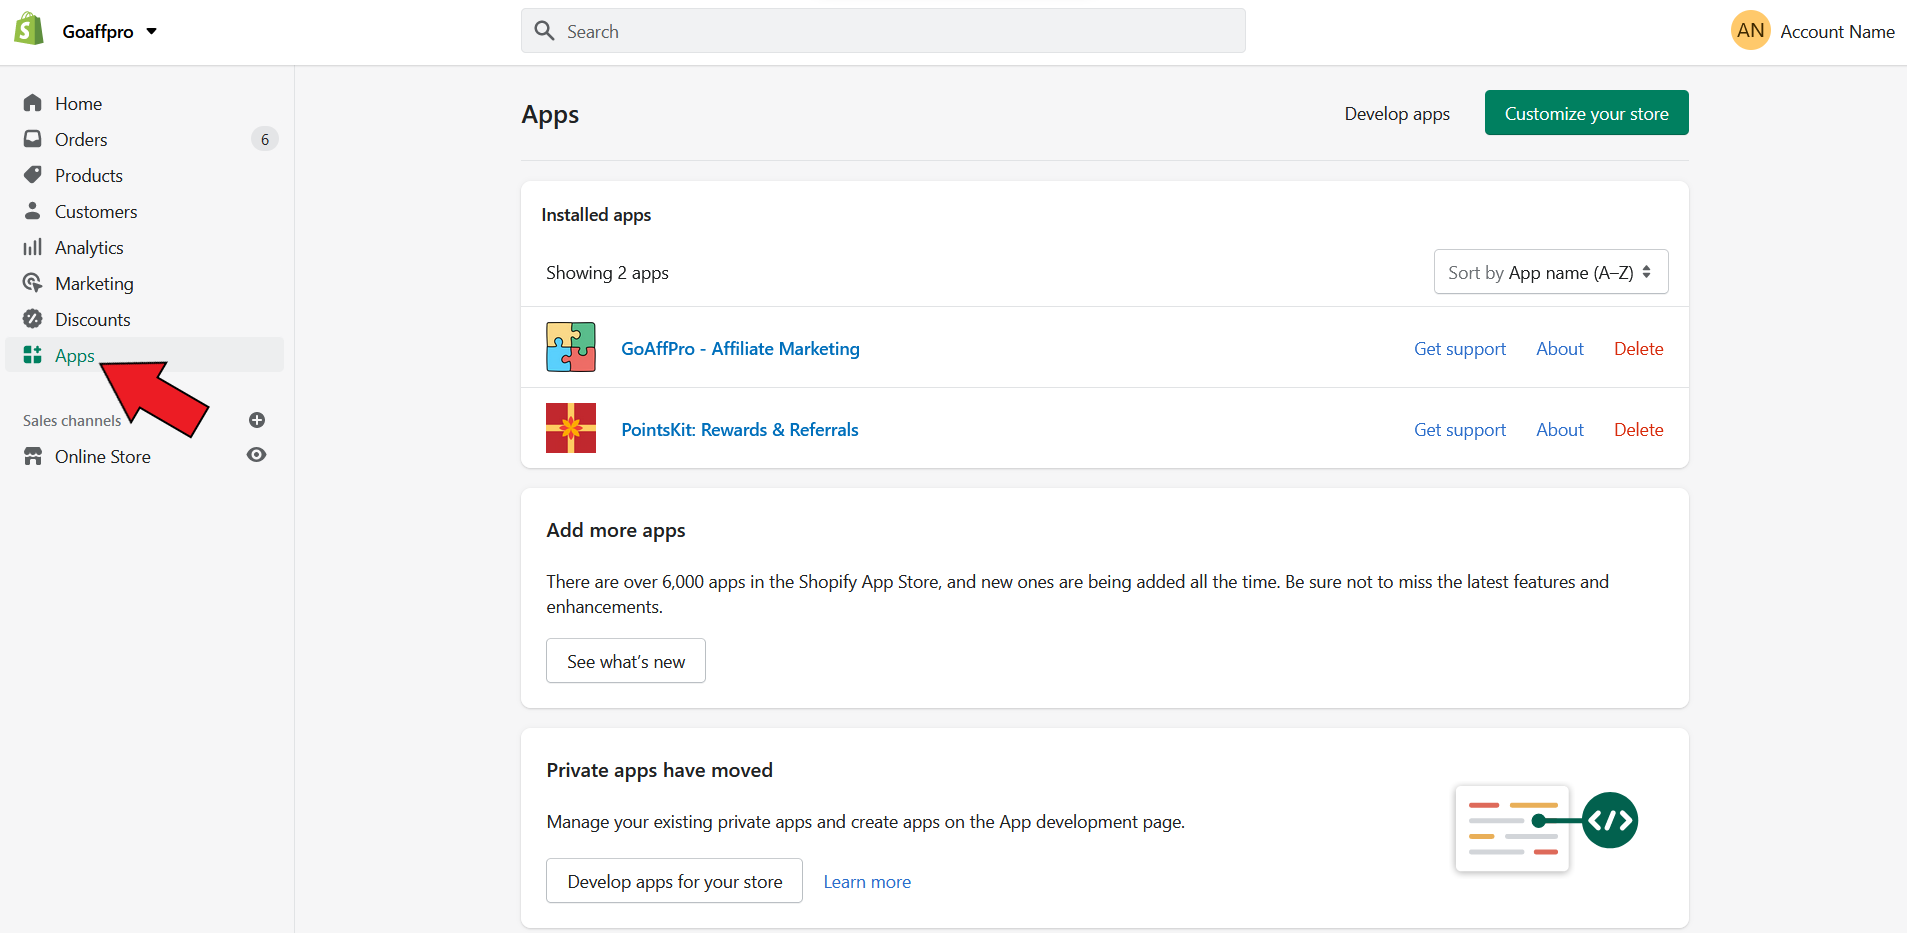 Goaffpro
Search
AN Account Name
Home
Orders 6
Products
Customers
Analytics
Marketing
Discounts
Apps
Sales channels
Online Store
Apps
Develop apps
Customize your store
Installed apps
Showing 2 apps
Sort by App name (A–Z)
GoAffPro - Affiliate Marketing
Get support About Delete
PointsKit: Rewards & Referrals
Get support About Delete
Add more apps
There are over 6,000 apps in the Shopify App Store, and new ones are being added all the time. Be sure not to miss the latest features and
enhancements.
See what’s new
Private apps have moved
Manage your existing private apps and create apps on the App development page.
Develop apps for your store
Learn more